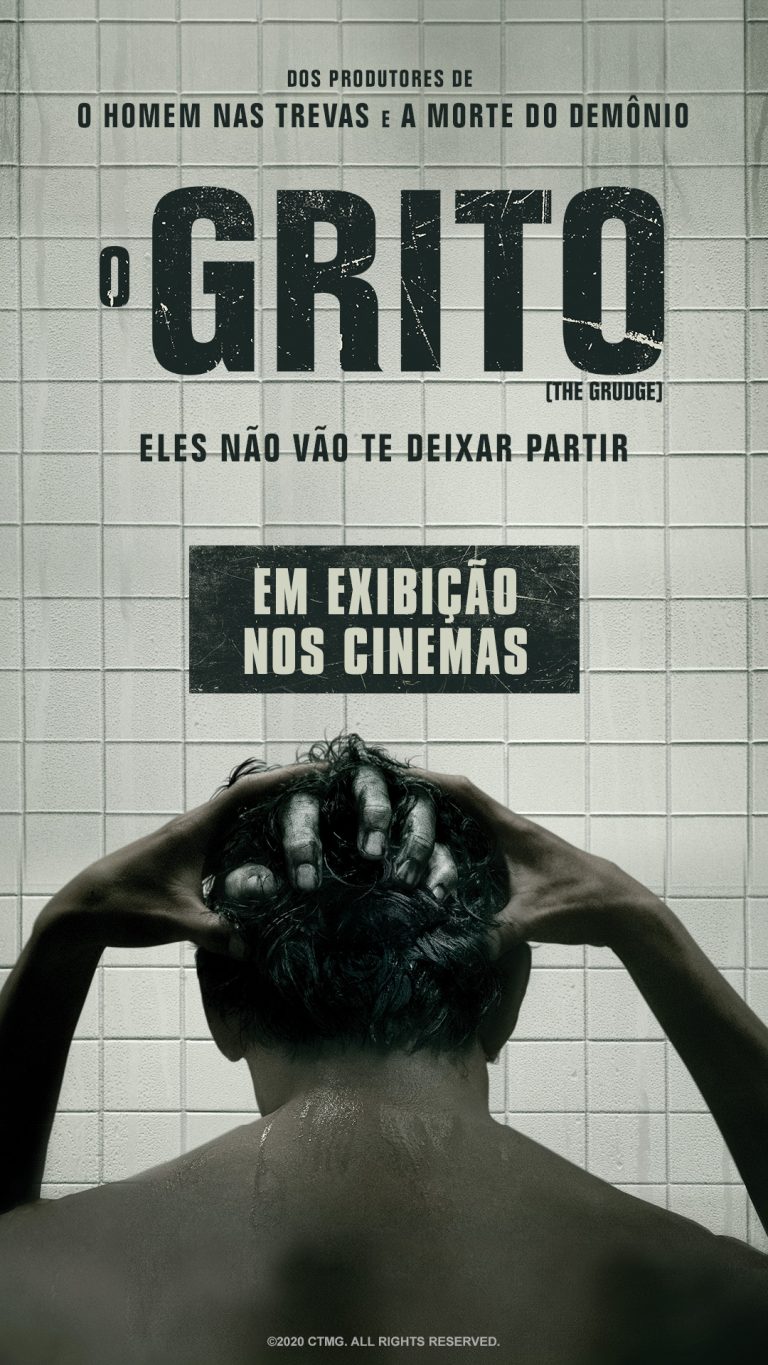 DOS PRODUTORES DE
O HOMEM NAS TREVAS E A MORTE DO DEMÔNIO
O GRITO
(THE GRUDGE)
ELES NÃO VÃO TE DEIXAR PARTIR
EM EXIBIÇÃO
NOS CINEMAS
©2020 CTMG. ALL RIGHTS RESERVED.